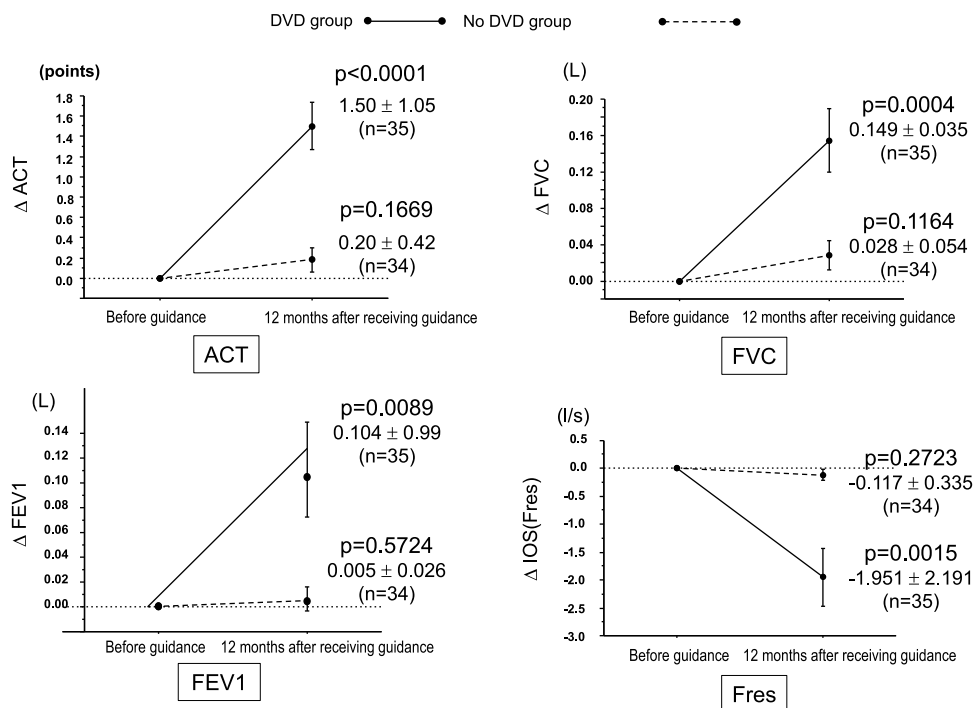 DVD group No DVD group
(points)
p<0.0001
1.50 ± 1.05
(n=35)
p=0.1669
0.20 ± 0.42
(n=34)
Δ ACT
1.8
1.6
1.4
1.2
1.0
0.8
0.6
0.4
0.2
0.0
Before guidance 12 months after receiving guidance
ACT
(L)
p=0.0004
0.149 ± 0.035
(n=35)
p=0.1164
0.028 ± 0.054
(n=34)
Δ FVC
0.20
0.16
0.12
0.08
0.04
0.00
Before guidance 12 months after receiving guidance
FVC
(L)
p=0.0089
0.104 ± 0.99
(n=35)
p=0.5724
0.005 ± 0.026
(n=34)
Δ FEV1
0.14
0.12
0.10
0.08
0.06
0.04
0.02
0.00
Before guidance 12 months after receiving guidance
FEV1
(l/s)
p=0.2723
-0.117 ± 0.335
(n=34)
p=0.0015
-1.951 ± 2.191
(n=35)
Δ IOS(Fres)
0.5
0.0
-0.5
-1.0
-1.5
-2.0
-2.5
-3.0
Before guidance 12 months after receiving guidance
Fres